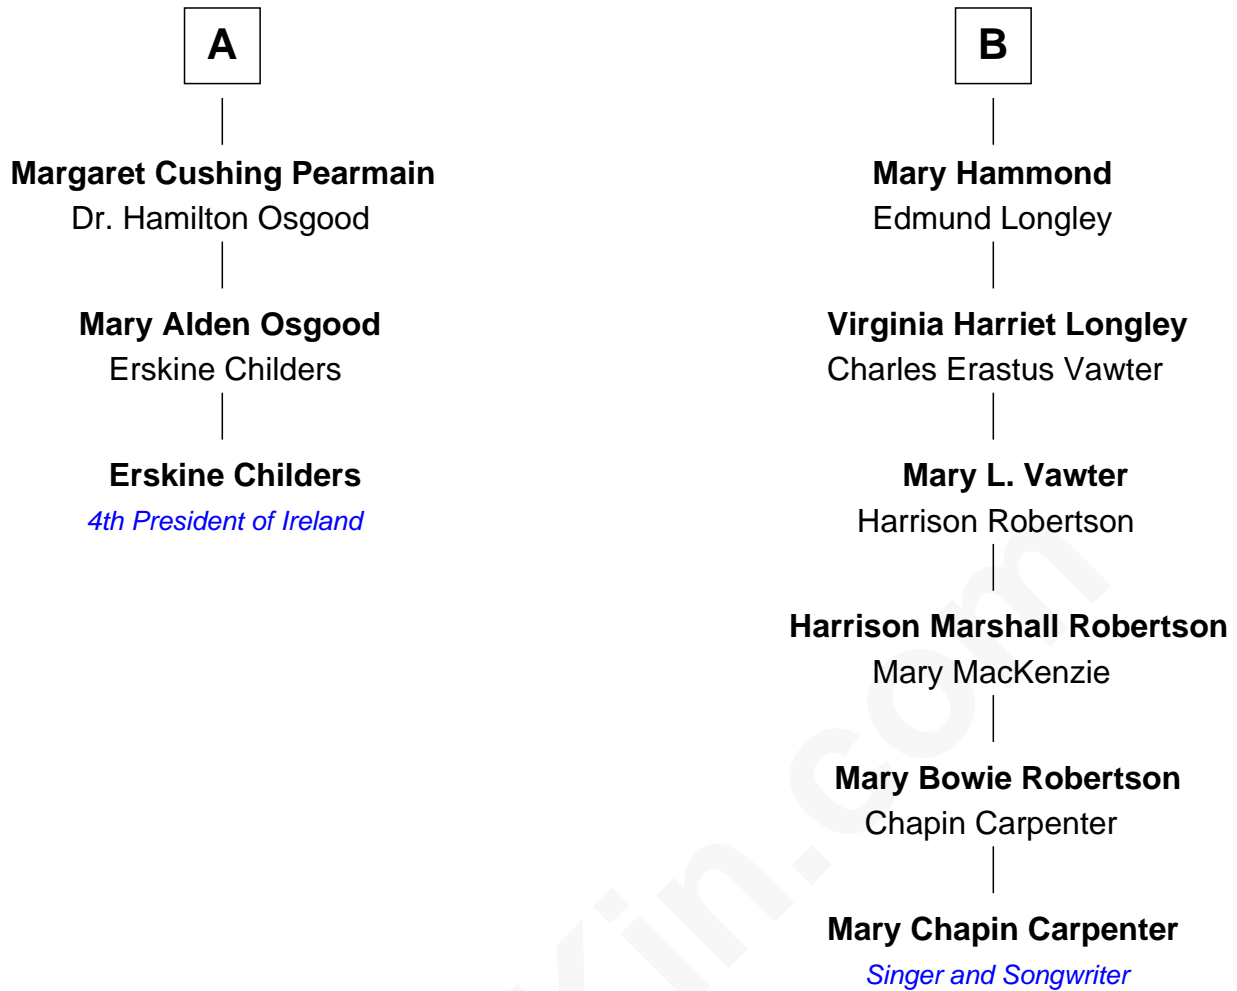 A
Margaret Cushing Pearmain
Dr. Hamilton Osgood
Mary Alden Osgood
Erskine Childers
Erskine Childers
4th President of Ireland
B
Mary Hammond
Edmund Longley
Virginia Harriet Longley
Charles Erastus Vawter
Mary L. Vawter
Harrison Robertson
Harrison Marshall Robertson
Mary MacKenzie
Mary Bowie Robertson
Chapin Carpenter
Mary Chapin Carpenter
Singer and Songwriter
Kin.com